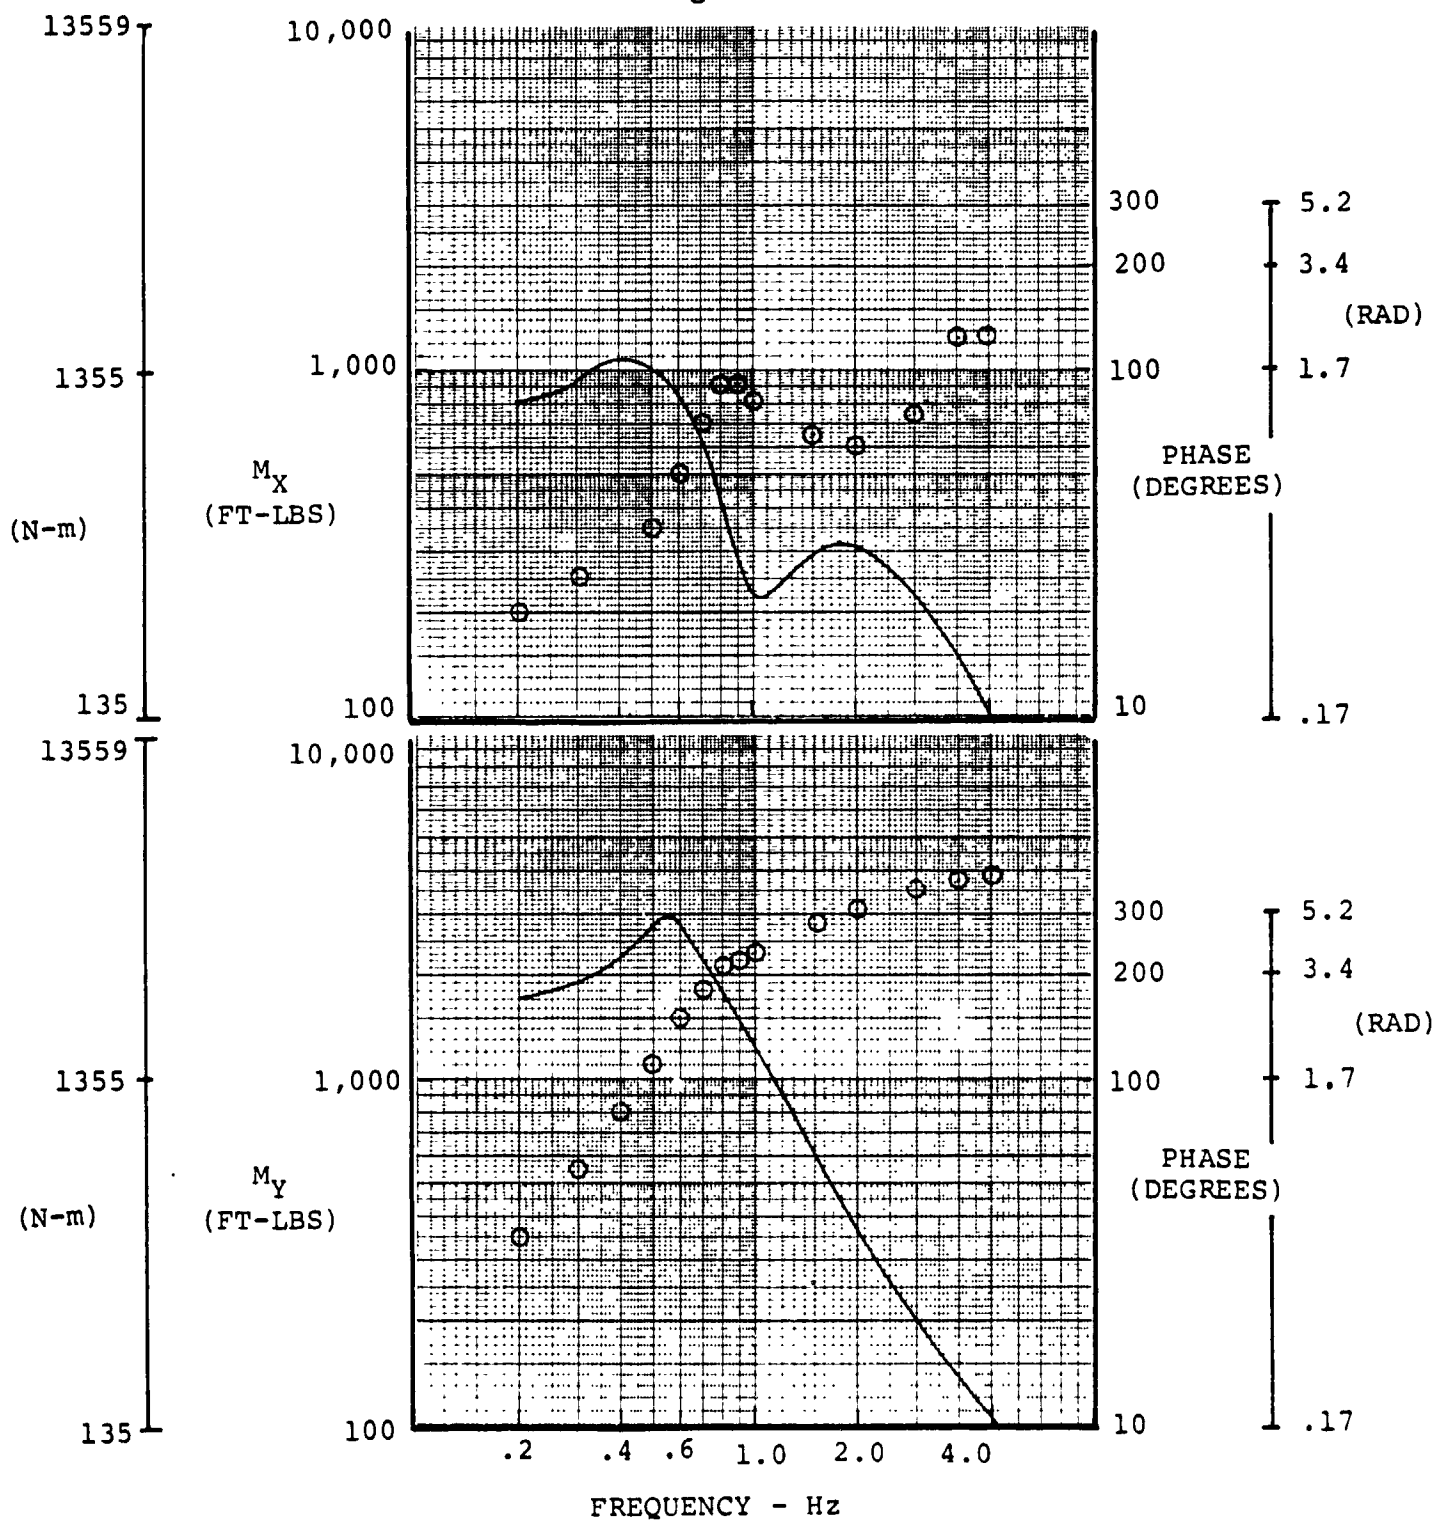 13559
10,000
300
5.2
200
3.4
(RAD)
1355
1,000
100
1.7
M_X
(FT-LBS)
(N-m)
PHASE
(DEGREES)
135
100
10
.17
13559
10,000
300
5.2
200
3.4
(RAD)
1355
1,000
100
1.7
M_Y
(FT-LBS)
(N-m)
PHASE
(DEGREES)
135
100
10
.17
.2 .4 .6 1.0 2.0 4.0
FREQUENCY - Hz